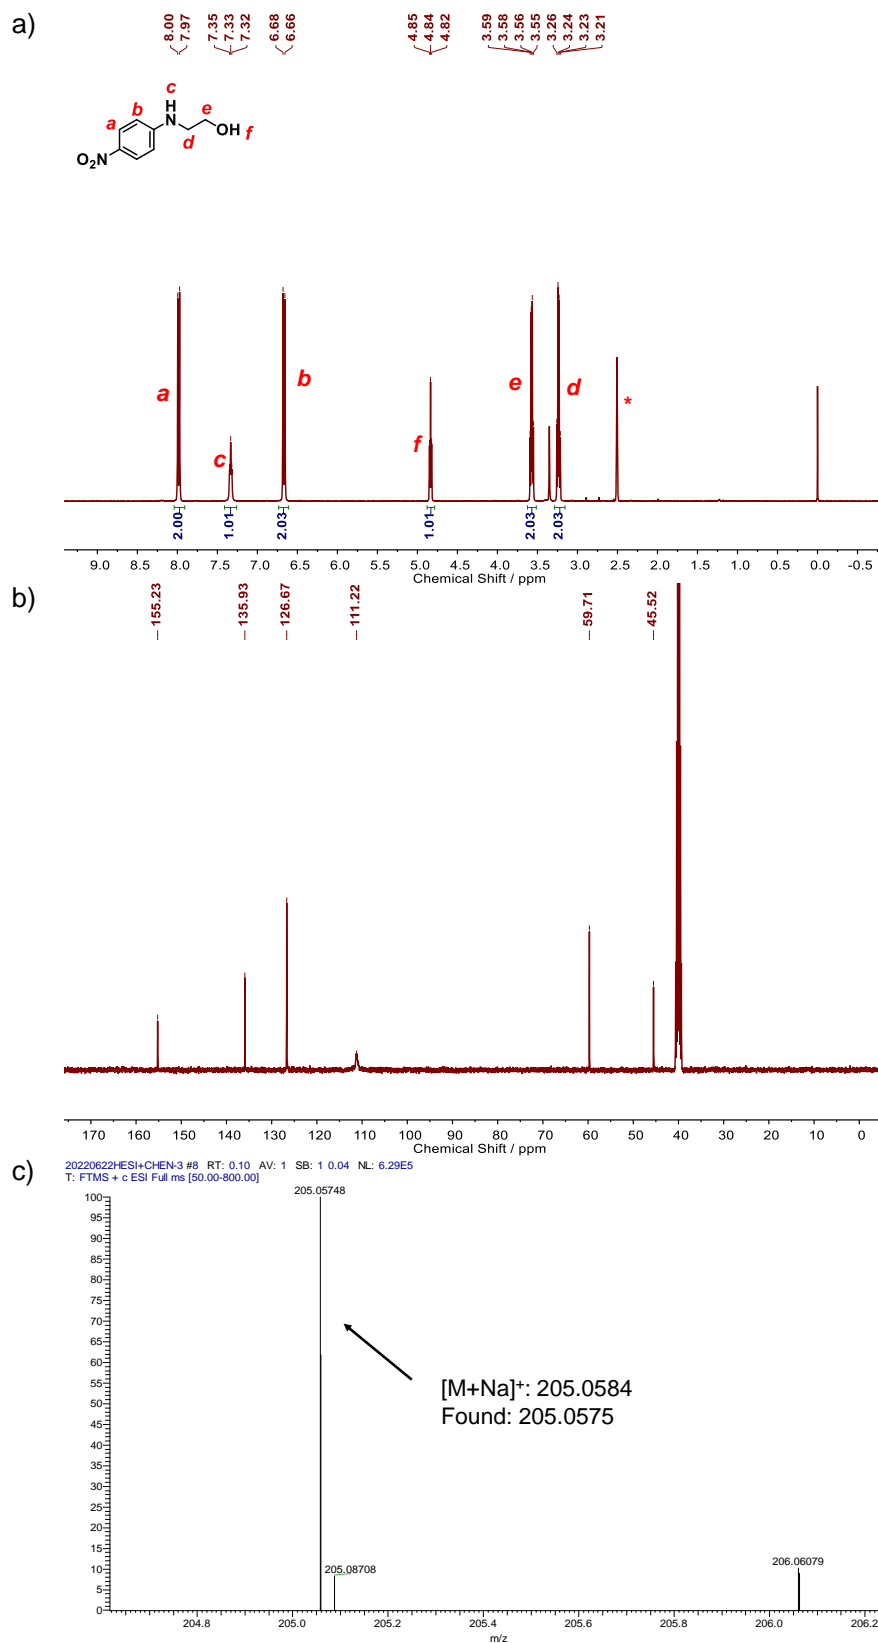 a)
8.00
7.97
7.35
7.33
7.32
6.68
6.66
4.85
4.84
4.82
3.59
3.58
3.56
3.55
3.26
3.24
3.23
3.21
c
H
N
a
b
e
OH f
d
O₂N
a
c
b
f
e
d
*
2.00
1.01
2.03
1.01
2.03
2.03
9.0 8.5 8.0 7.5 7.0 6.5 6.0 5.5 5.0 4.5 4.0 3.5 3.0 2.5 2.0 1.5 1.0 0.5 0.0 -0.5
Chemical Shift / ppm
b)
155.23
135.93
126.67
111.22
59.71
45.52
170 160 150 140 130 120 110 100 90 80 70 60 50 40 30 20 10 0
Chemical Shift / ppm
c)
20220622HESI+CHEN-3 #8 RT: 0.10 AV: 1 SB: 1 0.04 NL: 6.29E5
T: FTMS + c ESI Full ms [50.00-800.00]
205.05748
100
95
90
85
80
75
70
65
60
55
50
45
40
35
30
25
20
15
10
5
0
[M+Na]⁺: 205.0584
Found: 205.0575
205.08708
206.06079
204.8 205.0 205.2 205.4 205.6 205.8 206.0 206.2
m/z